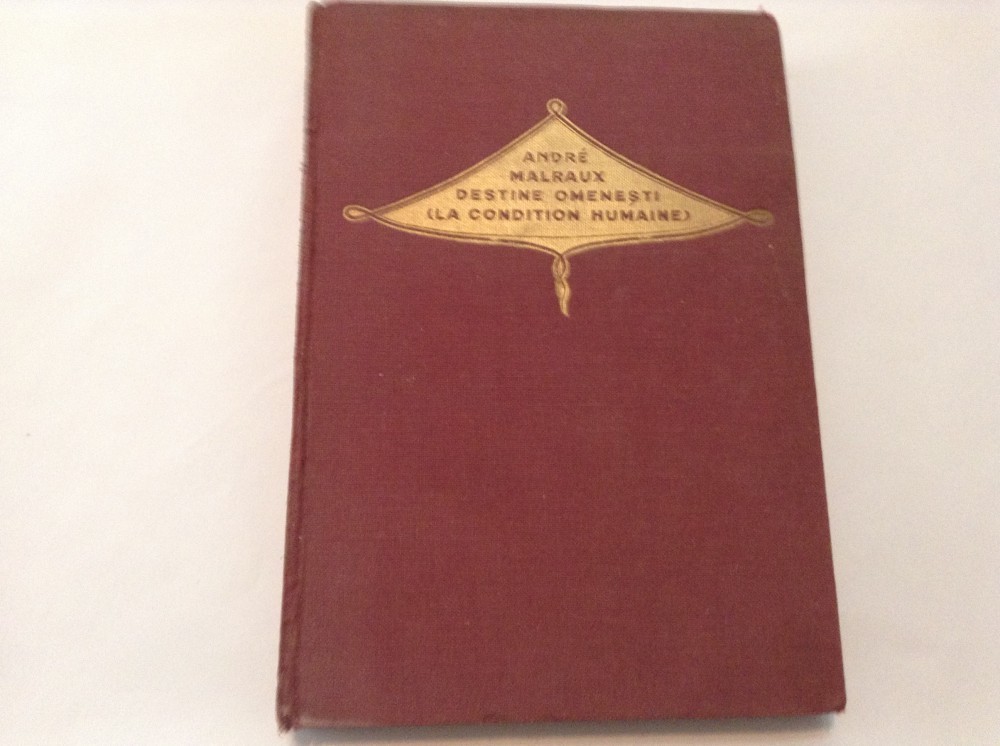 ANDRÉ
MALRAUX
DESTINE OMENEȘTI
(LA CONDITION HUMAINE)